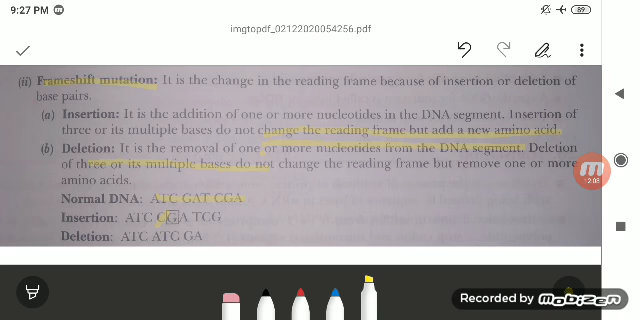 9:27 PM
89
imgtopdf_02122020054256.pdf
(ii) Frameshift mutation: It is the change in the reading frame because of insertion or deletion of
base pairs.
(a) Insertion: It is the addition of one or more nucleotides in the DNA segment. Insertion of
three or its multiple bases do not change the reading frame but add a new amino acid.
(b) Deletion: It is the removal of one or more nucleotides from the DNA segment. Deletion
of three or its multiple bases do not change the reading frame but remove one or more
amino acids.
Normal DNA: ATC GAT CGA
Insertion: ATC CGA TCG
Deletion: ATC ATC GA
12:08
Recorded by mobizen